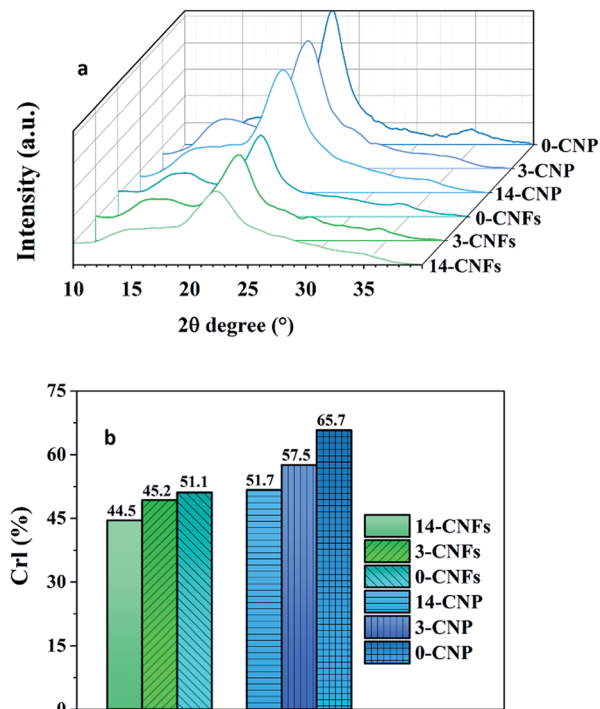 a
Intensity (a.u.)
0-CNP
3-CNP
14-CNP
0-CNFs
3-CNFs
14-CNFs
10 15 20 25 30 35
2θ degree (°)
b
CrI (%)
75
60
45
30
15
0
44.5 45.2 51.1 51.7 57.5 65.7
14-CNFs
3-CNFs
0-CNFs
14-CNP
3-CNP
0-CNP